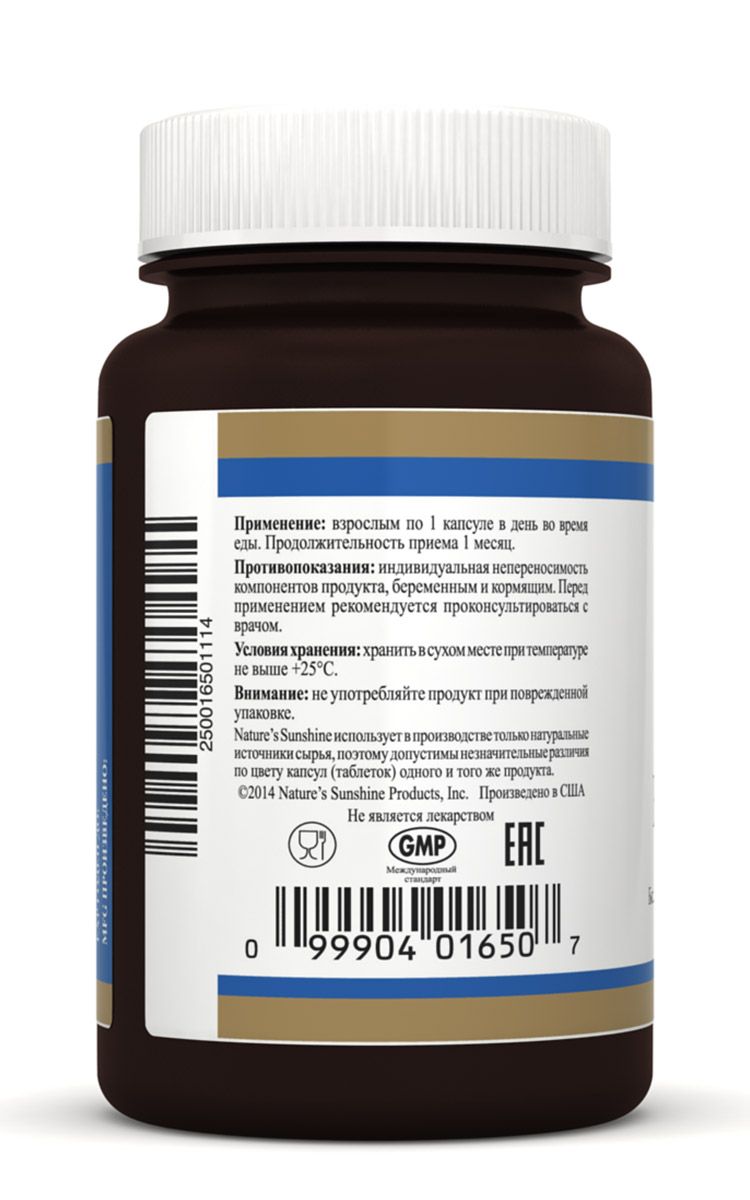 Применение: взрослым по 1 капсуле в день во время
еды. Продолжительность приема 1 месяц.
Противопоказания: индивидуальная непереносимость
компонентов продукта, беременным и кормящим. Перед
применением рекомендуется проконсультироваться с
врачом.
Условия хранения: хранить в сухом месте при температуре
не выше +25°C.
Внимание: не употребляйте продукт при поврежденной
упаковке.
Nature's Sunshine использует в производстве только натуральные
источники сырья, поэтому допустимы незначительные различия
по цвету капсул (таблеток) одного и того же продукта.
©2014 Nature's Sunshine Products, Inc. Произведено в США
Не является лекарством
GMP
Международный
стандарт
EAC
0 99904 01650 7
250016501114
MFG ПРОИЗВЕДЕНО: